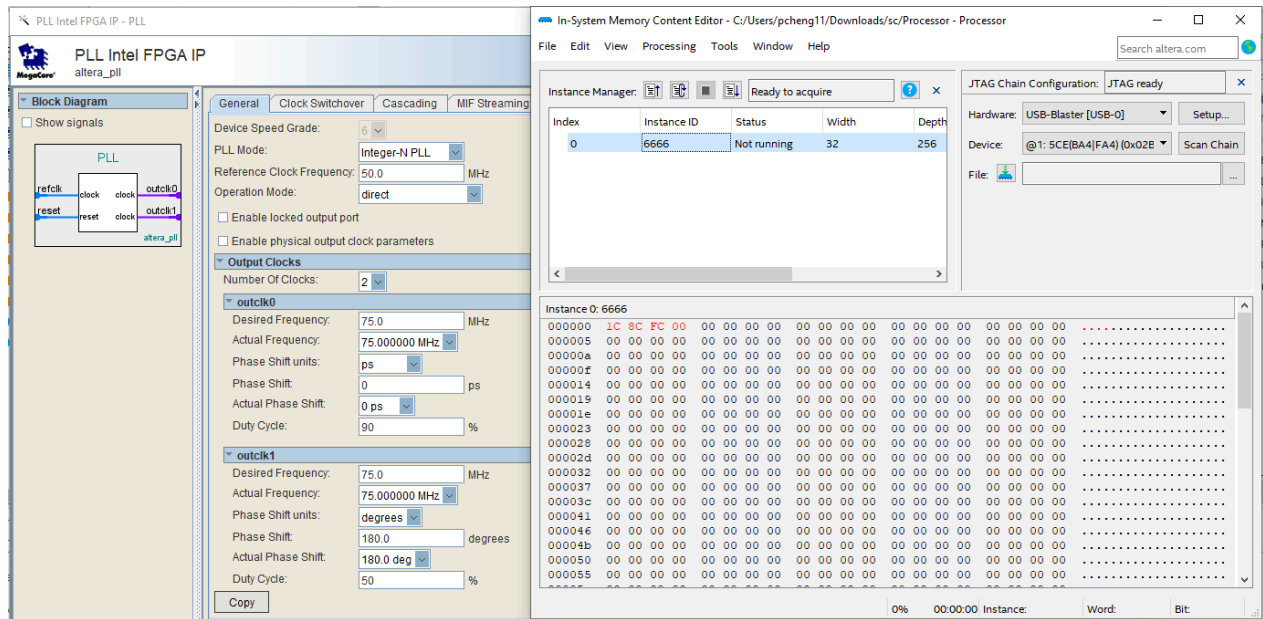 PLL Intel FPGA IP - PLL
PLL Intel FPGA IP
altera_pll
MegaCore'
Block Diagram
Show signals
PLL
refclk
clock
clock
outclk0
reset
reset
clock
outclk1
altera_pll
General
Clock Switchover
Cascading
MIF Streaming
Device Speed Grade: 6
PLL Mode: Integer-N PLL
Reference Clock Frequency: 50.0 MHz
Operation Mode: direct
Enable locked output port
Enable physical output clock parameters
Output Clocks
Number Of Clocks: 2
outclk0
Desired Frequency: 75.0 MHz
Actual Frequency: 75.000000 MHz
Phase Shift units: ps
Phase Shift: 0 ps
Actual Phase Shift: 0 ps
Duty Cycle: 90 %
outclk1
Desired Frequency: 75.0 MHz
Actual Frequency: 75.000000 MHz
Phase Shift units: degrees
Phase Shift: 180.0 degrees
Actual Phase Shift: 180.0 deg
Duty Cycle: 50 %
Copy
In-System Memory Content Editor - C:/Users/pcheng11/Downloads/sc/Processor - Processor
File Edit View Processing Tools Window Help
Search altera.com
Instance Manager: Ready to acquire
Index Instance ID Status Width Depth
0 6666 Not running 32 256
JTAG Chain Configuration: JTAG ready
Hardware: USB-Blaster [USB-0] Setup...
Device: @1: 5CE(BA4|FA4) (0x02B Scan Chain
File: ...
Instance 0: 6666
000000 1C 8C FC 00 00 00 00 00 00 00 00 00 00 00 00 00 00 00 00 00 ....................
000005 00 00 00 00 00 00 00 00 00 00 00 00 00 00 00 00 00 00 00 00 ....................
00000a 00 00 00 00 00 00 00 00 00 00 00 00 00 00 00 00 00 00 00 00 ....................
00000f 00 00 00 00 00 00 00 00 00 00 00 00 00 00 00 00 00 00 00 00 ....................
000014 00 00 00 00 00 00 00 00 00 00 00 00 00 00 00 00 00 00 00 00 ....................
000019 00 00 00 00 00 00 00 00 00 00 00 00 00 00 00 00 00 00 00 00 ....................
00001e 00 00 00 00 00 00 00 00 00 00 00 00 00 00 00 00 00 00 00 00 ....................
000023 00 00 00 00 00 00 00 00 00 00 00 00 00 00 00 00 00 00 00 00 ....................
000028 00 00 00 00 00 00 00 00 00 00 00 00 00 00 00 00 00 00 00 00 ....................
00002d 00 00 00 00 00 00 00 00 00 00 00 00 00 00 00 00 00 00 00 00 ....................
000032 00 00 00 00 00 00 00 00 00 00 00 00 00 00 00 00 00 00 00 00 ....................
000037 00 00 00 00 00 00 00 00 00 00 00 00 00 00 00 00 00 00 00 00 ....................
00003c 00 00 00 00 00 00 00 00 00 00 00 00 00 00 00 00 00 00 00 00 ....................
000041 00 00 00 00 00 00 00 00 00 00 00 00 00 00 00 00 00 00 00 00 ....................
000046 00 00 00 00 00 00 00 00 00 00 00 00 00 00 00 00 00 00 00 00 ....................
00004b 00 00 00 00 00 00 00 00 00 00 00 00 00 00 00 00 00 00 00 00 ....................
000050 00 00 00 00 00 00 00 00 00 00 00 00 00 00 00 00 00 00 00 00 ....................
000055 00 00 00 00 00 00 00 00 00 00 00 00 00 00 00 00 00 00 00 00 ....................
0% 00:00:00 Instance: Word: Bit: